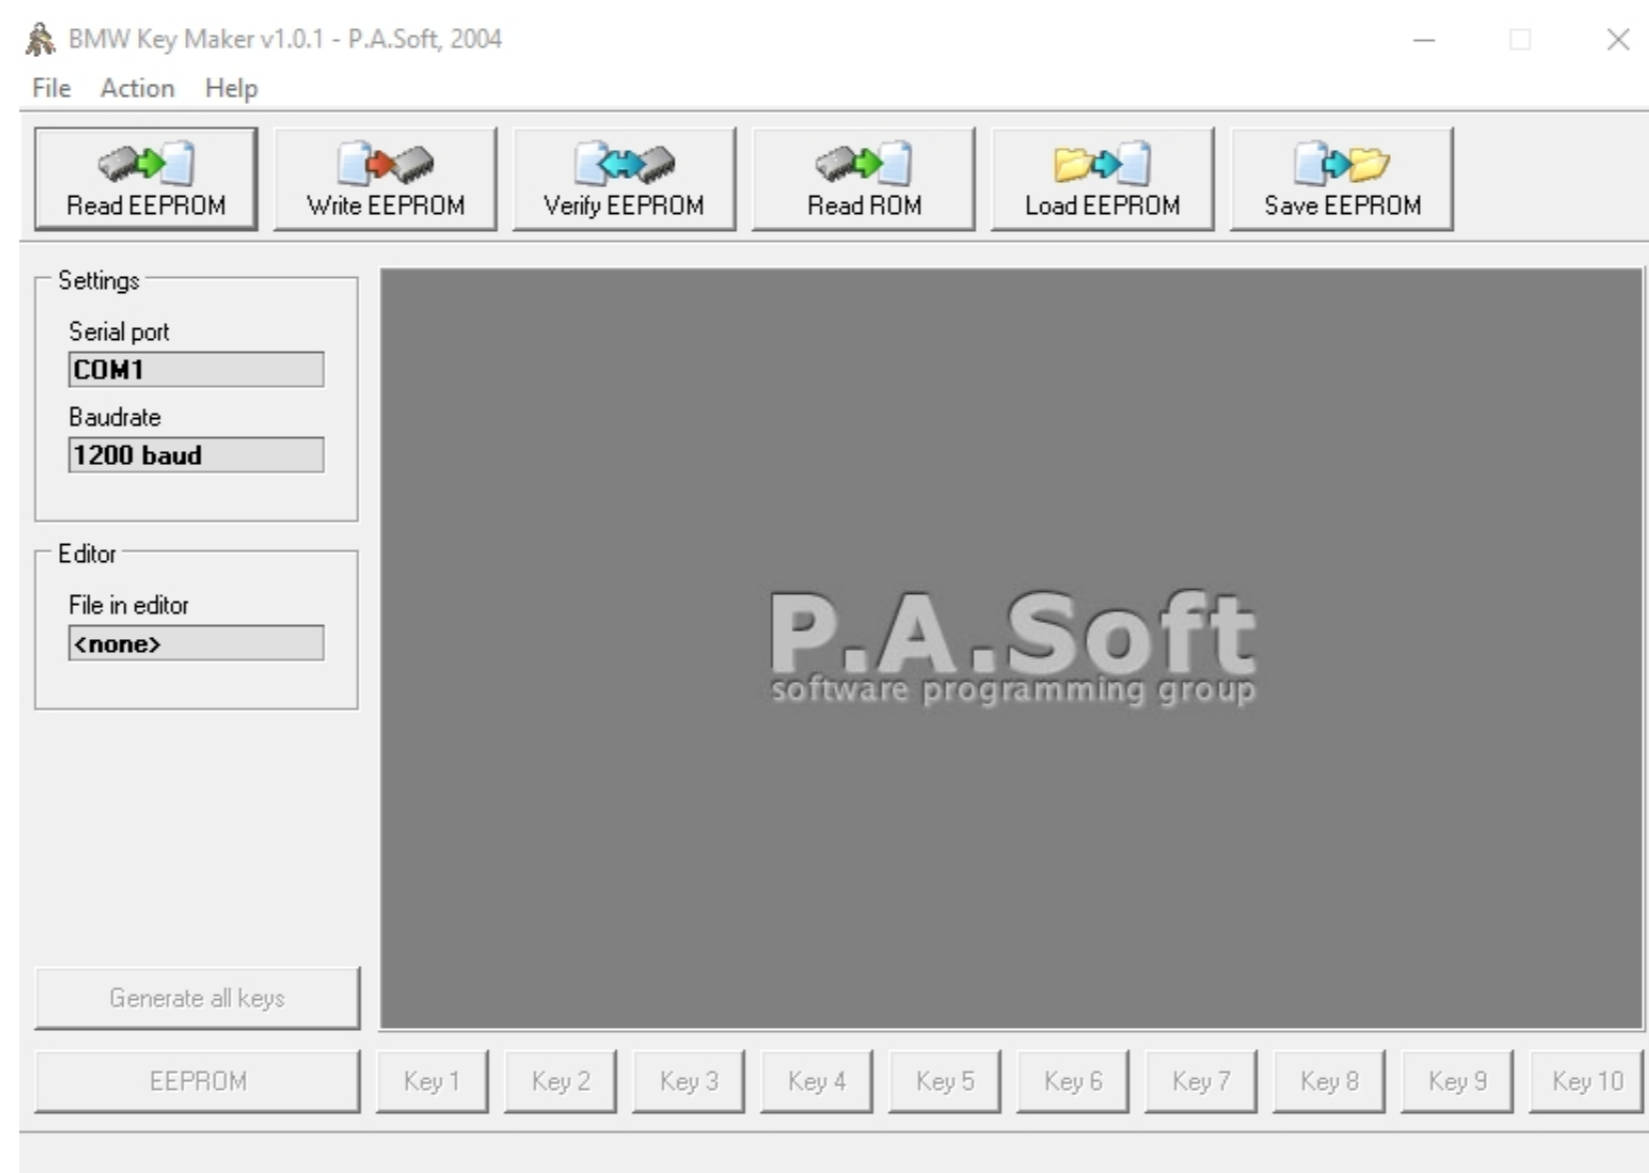 BMW Key Maker v1.0.1 - P.A.Soft, 2004
File Action Help
Read EEPROM Write EEPROM Verify EEPROM Read ROM Load EEPROM Save EEPROM
Settings
Serial port
COM1
Baudrate
1200 baud
Editor
File in editor
<none>
P.A.Soft
software programming group
Generate all keys
EEPROM Key 1 Key 2 Key 3 Key 4 Key 5 Key 6 Key 7 Key 8 Key 9 Key 10